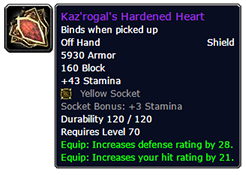 Kaz'rogal's Hardened Heart
Binds when picked up
Off Hand Shield
5930 Armor
160 Block
+43 Stamina
Yellow Socket
Socket Bonus: +3 Stamina
Durability 120 / 120
Requires Level 70
Equip: Increases defense rating by 28.
Equip: Increases your hit rating by 21.